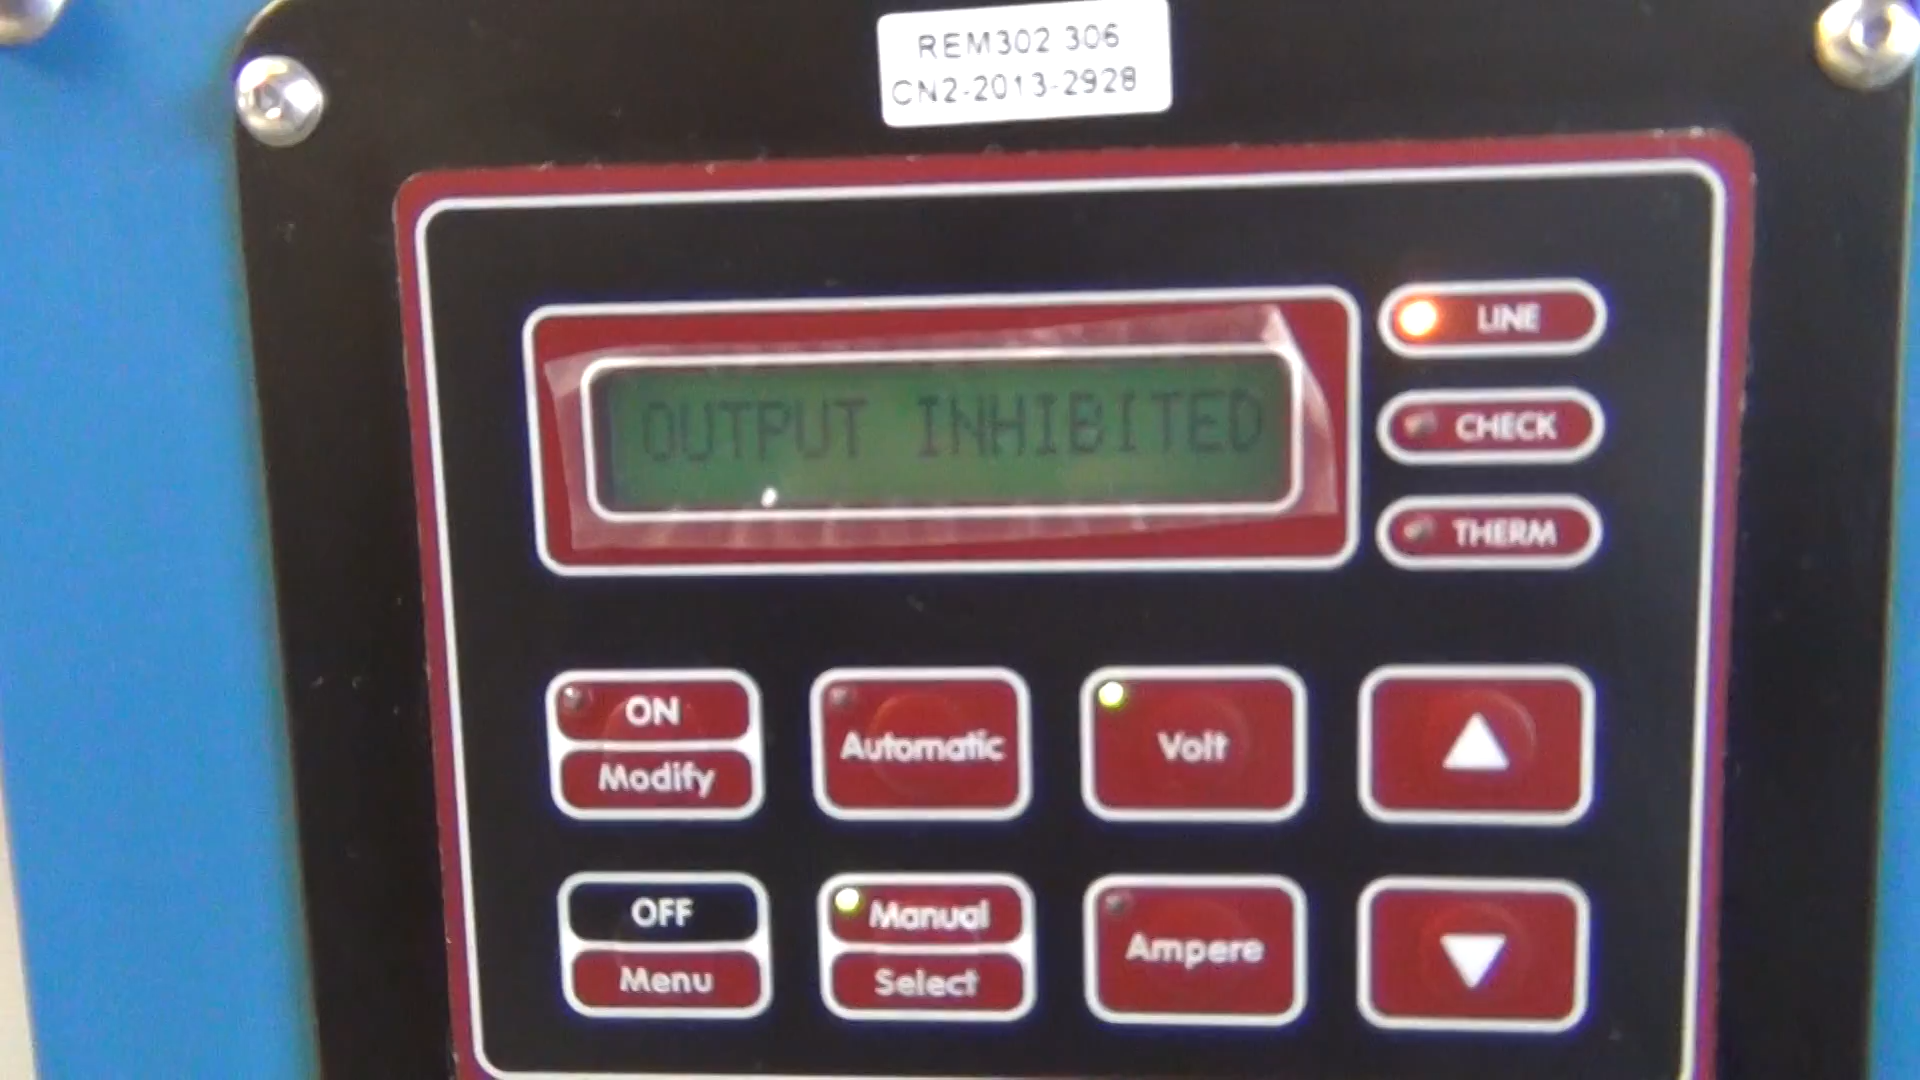 REM302 306
CN2-2013-2928
OUTPUT INHIBITED
LINE
CHECK
THERM
ON
Modify
Automatic
Volt
OFF
Menu
Manual
Select
Ampere